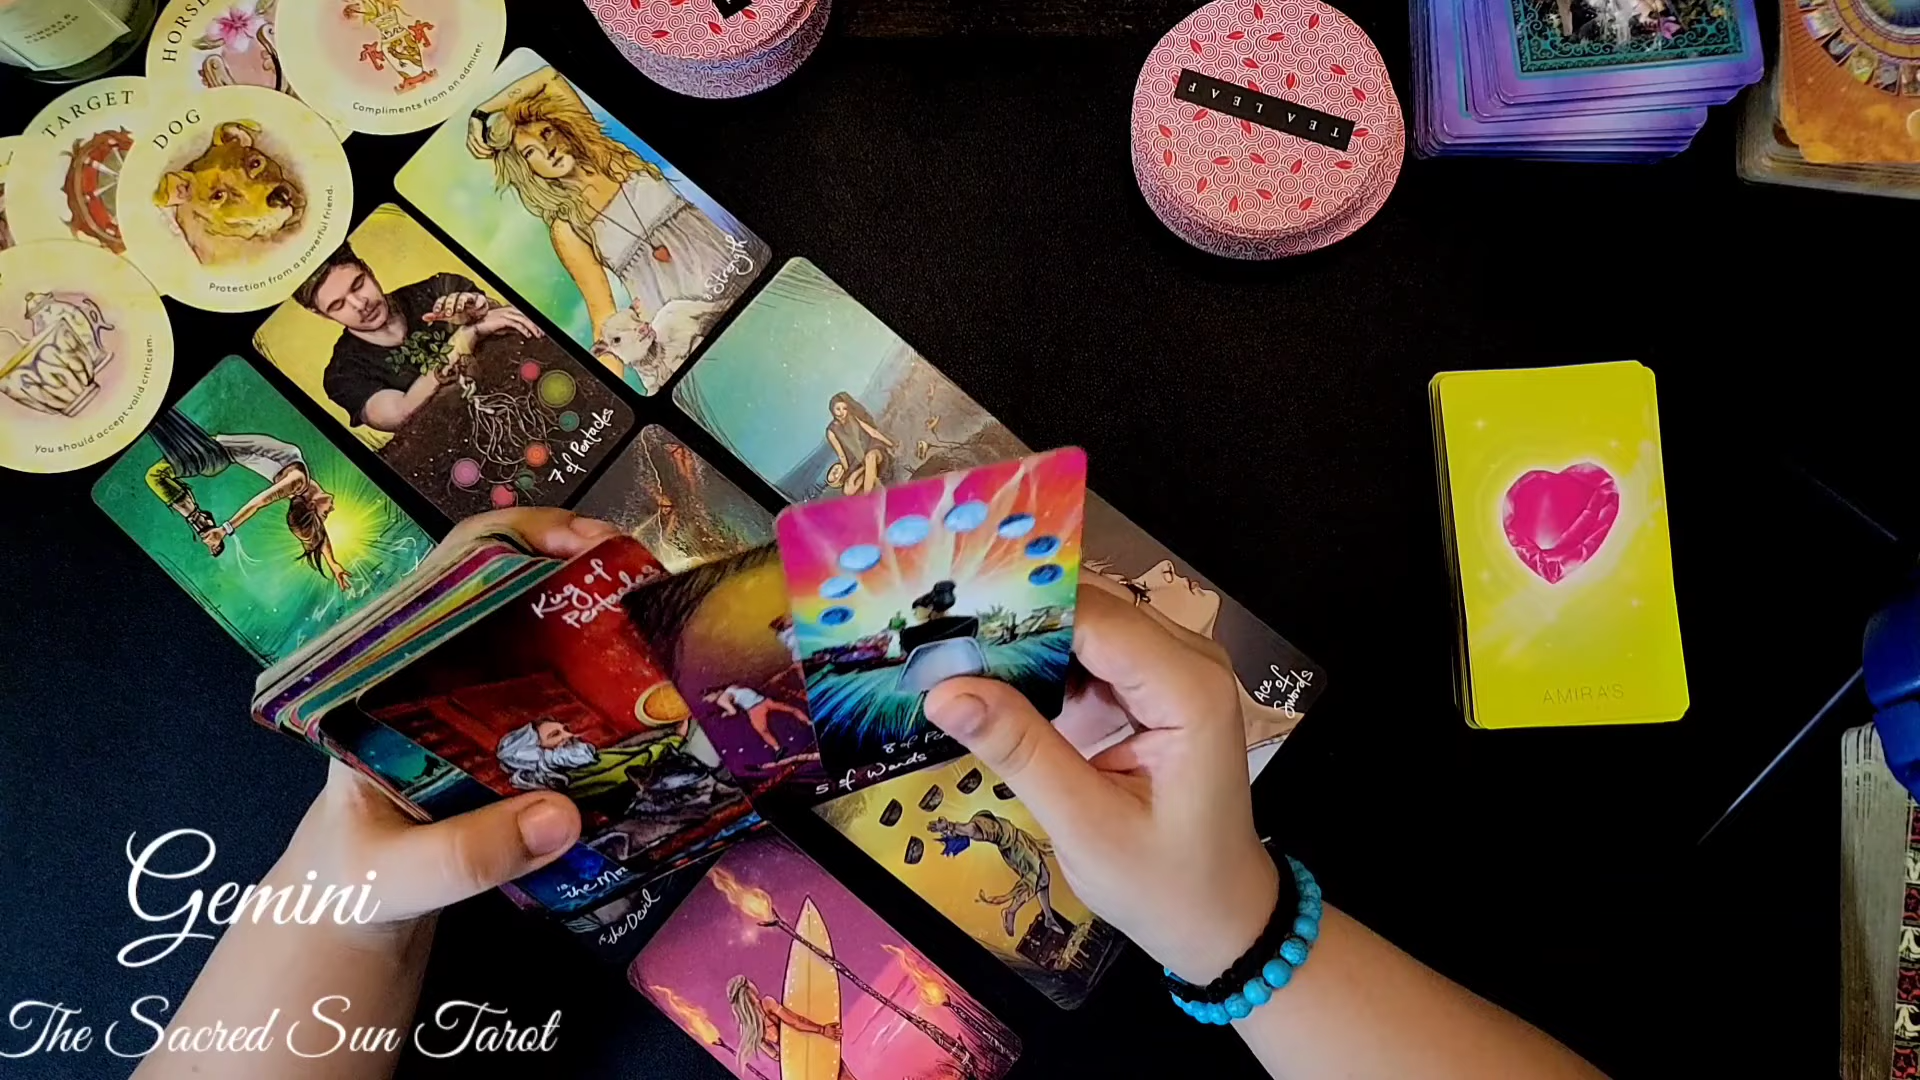 HORSE
Compliments from an admirer.
TARGET
DOG
Protection from a powerful friend.
You should accept valid criticism.
TEA LEAF
Strength
7 of Pentacles
King of
Pentacles
8 of
5 of Wands
Ace of
Swords
the Devil
AMIRA'S
Gemini
The Sacred Sun Tarot